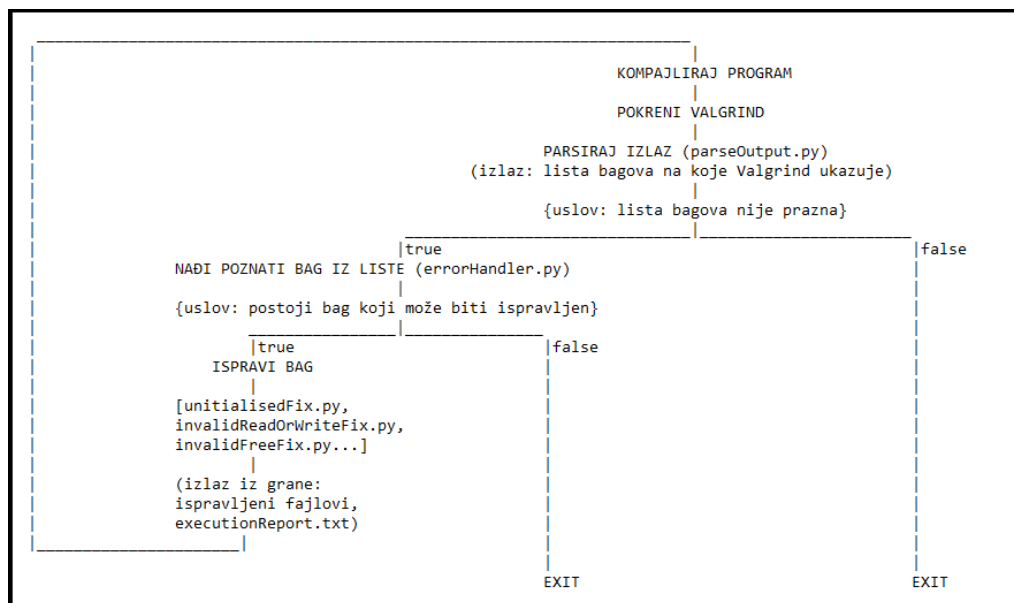 KOMPAJLIRAJ PROGRAM
POKRENI VALGRIND
PARSIRAJ IZLAZ (parseOutput.py)
(izlaz: lista bagova na koje Valgrind ukazuje)
{uslov: lista bagova nije prazna}
true
false
NAĐI POZNATI BAG IZ LISTE (errorHandler.py)
{uslov: postoji bag koji može biti ispravljen}
true
false
ISPRAVI BAG
[unitialisedFix.py,
invalidReadOrWriteFix.py,
invalidFreeFix.py...]
(izlaz iz grane:
ispravljeni fajlovi,
executionReport.txt)
EXIT
EXIT